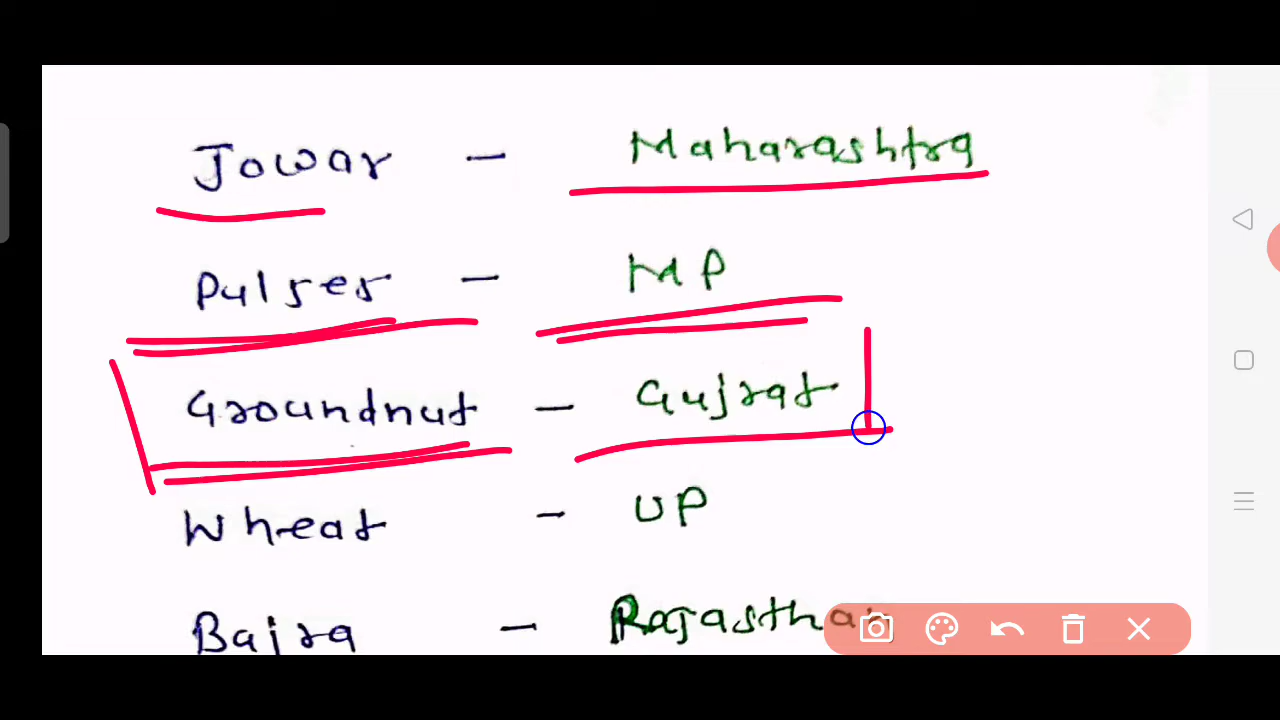 Jowar - Maharashtra
Pulses - MP
Groundnut - Gujrat
Wheat - UP
Bajra - Rajasthan